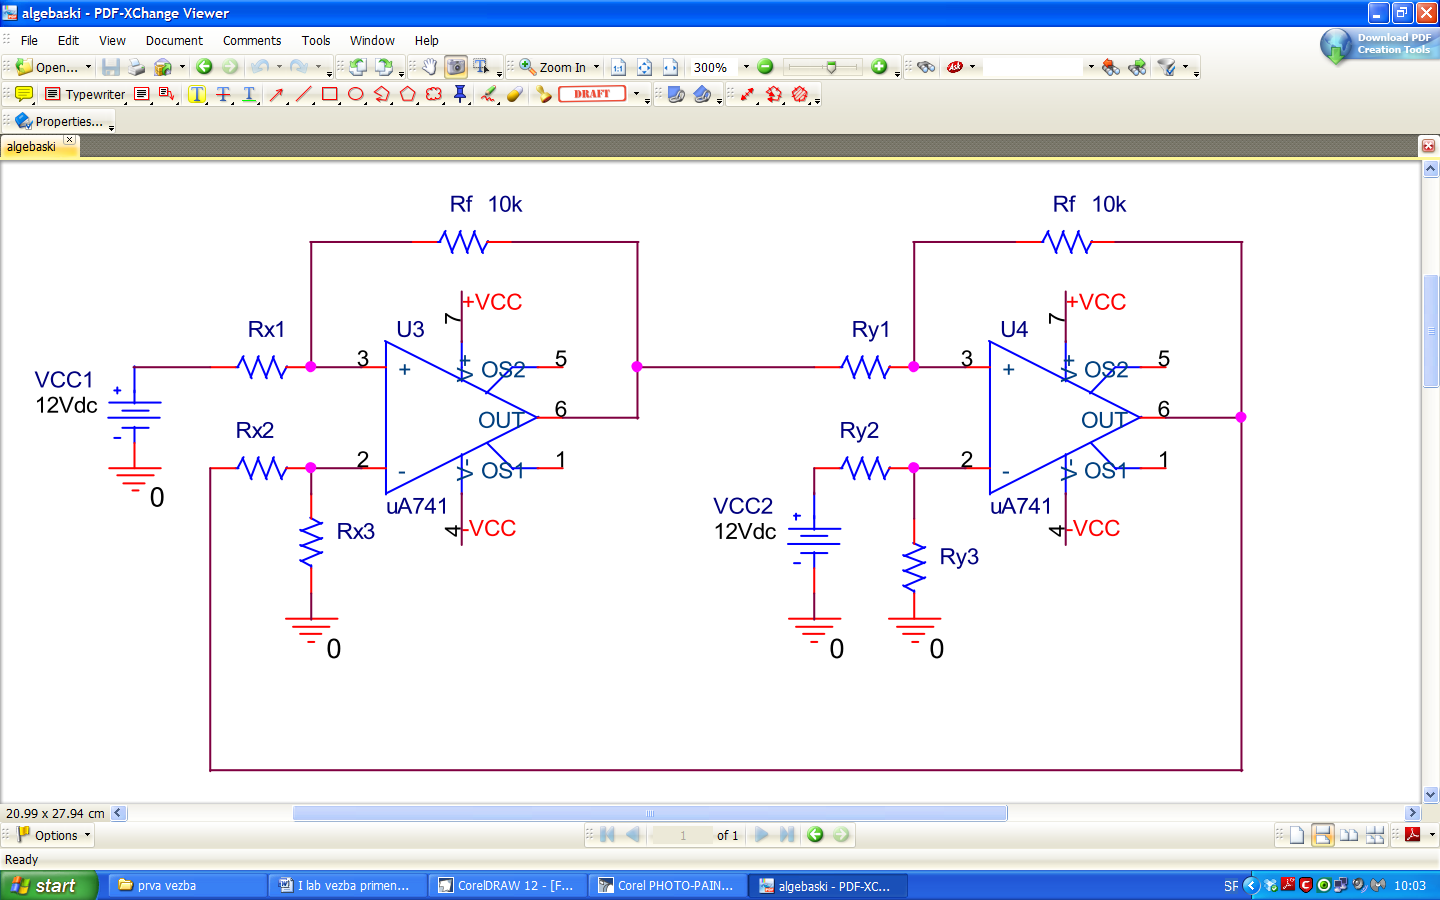 algebaski - PDF-XChange Viewer
File Edit View Document Comments Tools Window Help
Download PDF
Creation Tools
Open... Zoom In 300%
Typewriter DRAFT
Properties...
algebaski
Rf 10k Rf 10k
+VCC +VCC
7 7
Rx1 U3 Ry1 U4
3 + V+ OS2 5 3 + V+ OS2 5
VCC1
12Vdc
+
-
OUT 6 OUT 6
Rx2 Ry2
2 - V- OS1 1 2 - V- OS1 1
0
uA741 VCC2 uA741
12Vdc
+
-
4 -VCC 4 -VCC
Rx3 Ry3
0 0 0
20.99 x 27.94 cm
Options 1 of 1
Ready
start prva vezba I lab vezba primen... CorelDRAW 12 - [F... Corel PHOTO-PAIN... algebaski - PDF-XC... SR 10:03